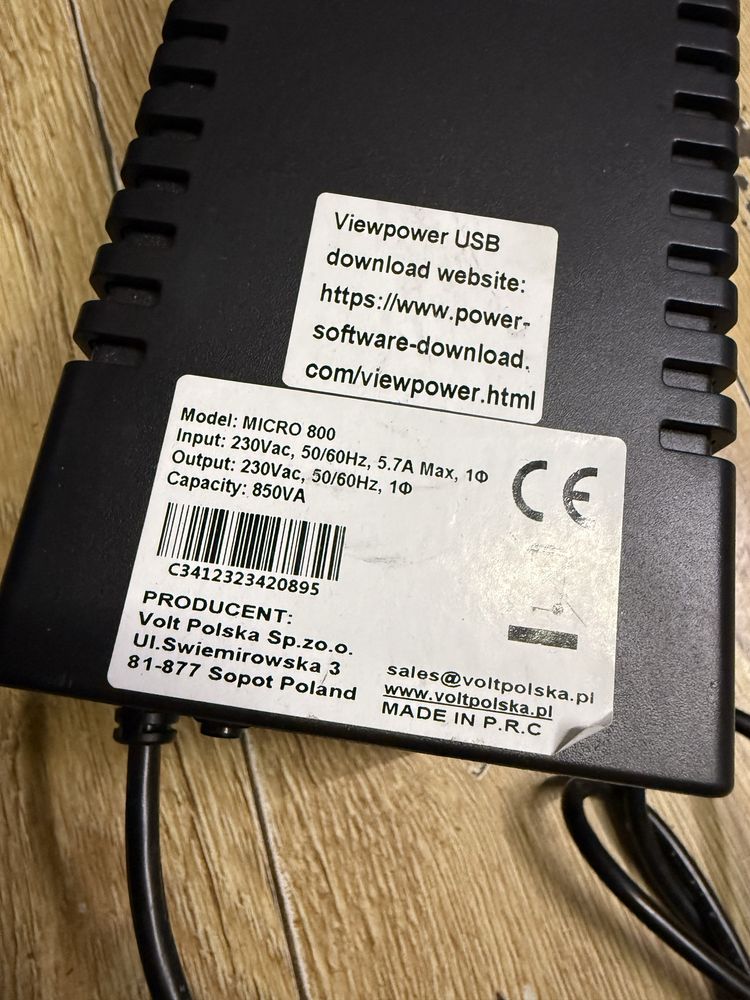 Viewpower USB
download website:
https://www.power-
software-download.
com/viewpower.html
Model: MICRO 800
Input: 230Vac, 50/60Hz, 5.7A Max, 1Φ
Output: 230Vac, 50/60Hz, 1Φ
Capacity: 850VA
CE
C3412323420895
PRODUCENT:
Volt Polska Sp.zo.o.
Ul.Swiemirowska 3
81-877 Sopot Poland
sales@voltpolska.pl
www.voltpolska.pl
MADE IN P.R.C